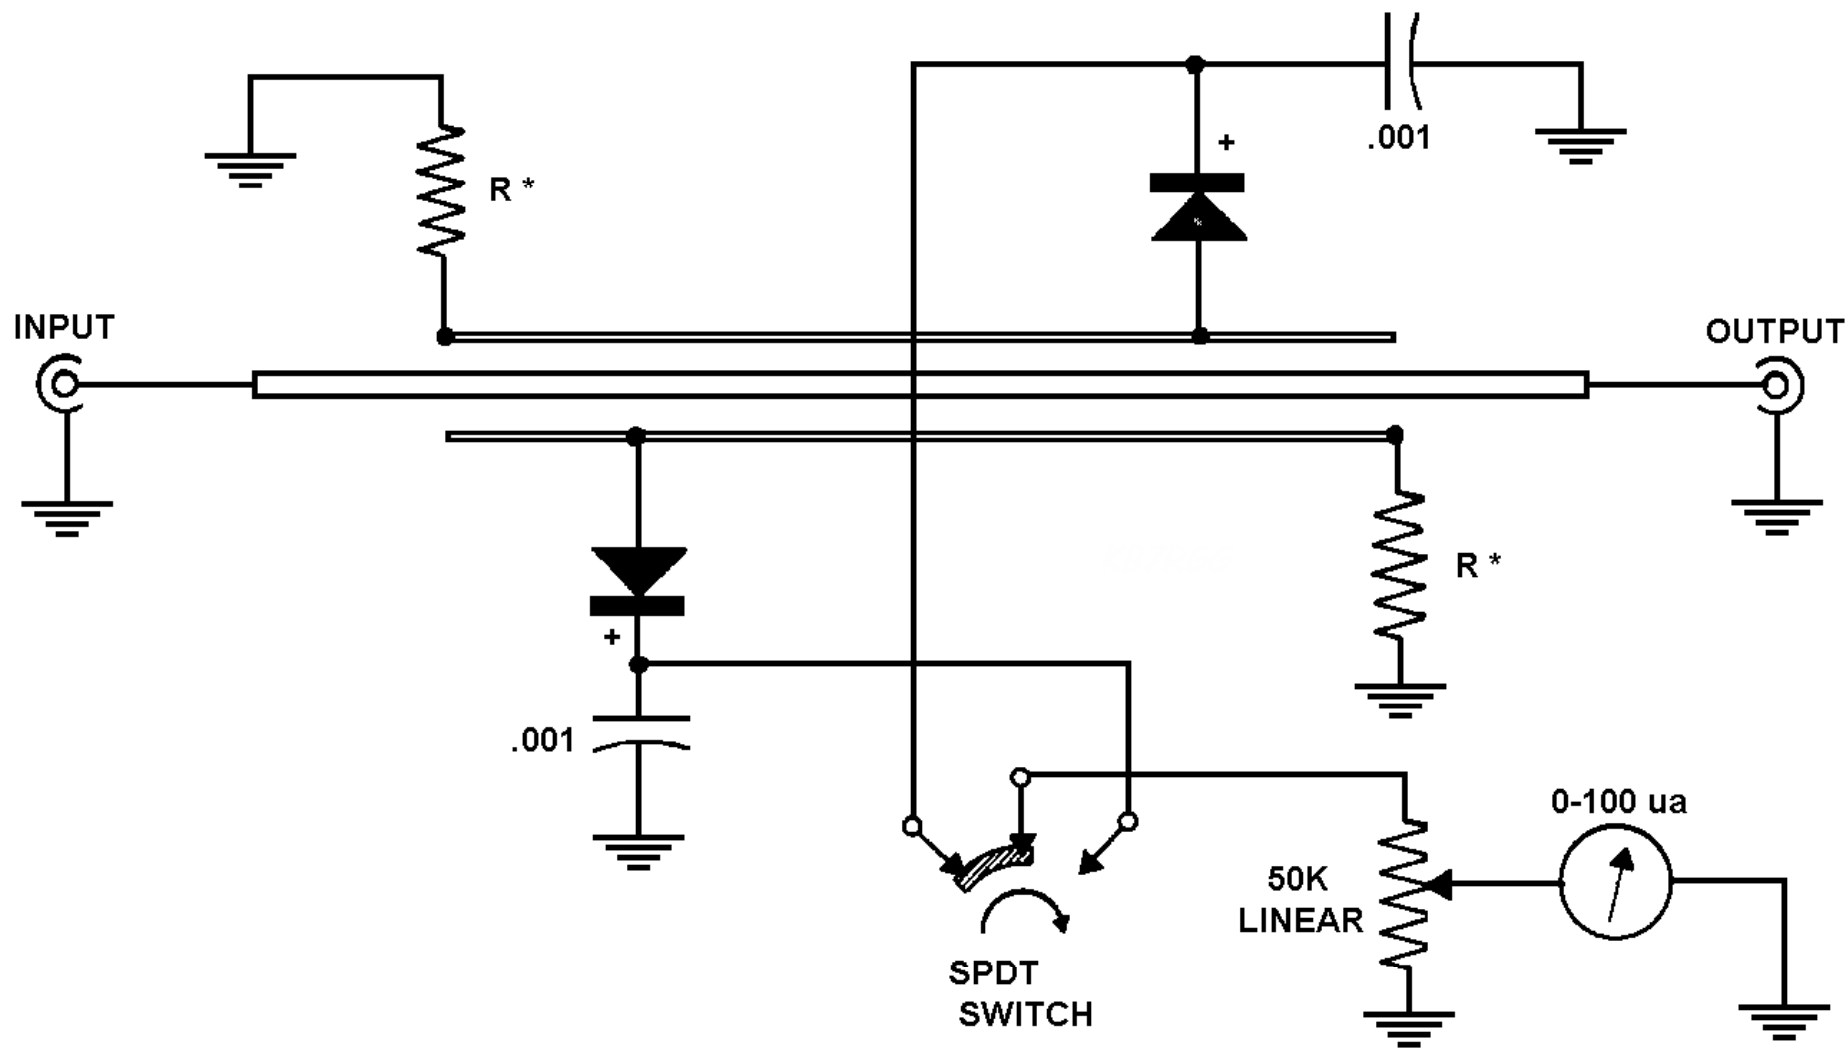 .001
+
R *
*
INPUT
OUTPUT
R *
+
.001
0-100 ua
50K
LINEAR
SPDT
SWITCH